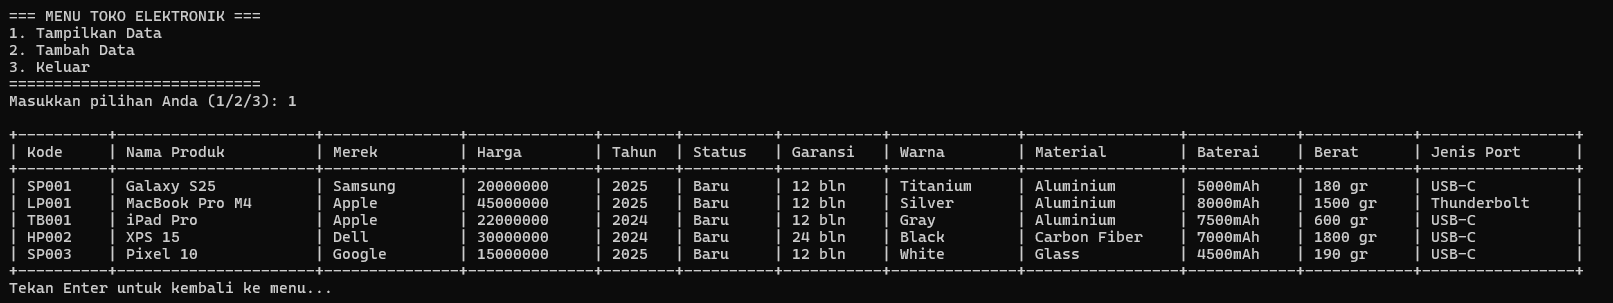 === MENU TOKO ELEKTRONIK ===
1. Tampilkan Data
2. Tambah Data
3. Keluar
============================
Masukkan pilihan Anda (1/2/3): 1

+----------+----------------------+---------------+--------------+--------+----------+-----------+--------------+-----------------+------------+------------+-----------------+
| Kode     | Nama Produk          | Merek         | Harga        | Tahun  | Status   | Garansi   | Warna        | Material        | Baterai    | Berat      | Jenis Port      |
+----------+----------------------+---------------+--------------+--------+----------+-----------+--------------+-----------------+------------+------------+-----------------+
| SP001    | Galaxy S25           | Samsung       | 20000000     | 2025   | Baru     | 12 bln    | Titanium     | Aluminium       | 5000mAh    | 180 gr     | USB-C           |
| LP001    | MacBook Pro M4       | Apple         | 45000000     | 2025   | Baru     | 12 bln    | Silver       | Aluminium       | 8000mAh    | 1500 gr    | Thunderbolt     |
| TB001    | iPad Pro             | Apple         | 22000000     | 2024   | Baru     | 12 bln    | Gray         | Aluminium       | 7500mAh    | 600 gr     | USB-C           |
| HP002    | XPS 15               | Dell          | 30000000     | 2024   | Baru     | 24 bln    | Black        | Carbon Fiber    | 7000mAh    | 1800 gr    | USB-C           |
| SP003    | Pixel 10             | Google        | 15000000     | 2025   | Baru     | 12 bln    | White        | Glass           | 4500mAh    | 190 gr     | USB-C           |
+----------+----------------------+---------------+--------------+--------+----------+-----------+--------------+-----------------+------------+------------+-----------------+
Tekan Enter untuk kembali ke menu...